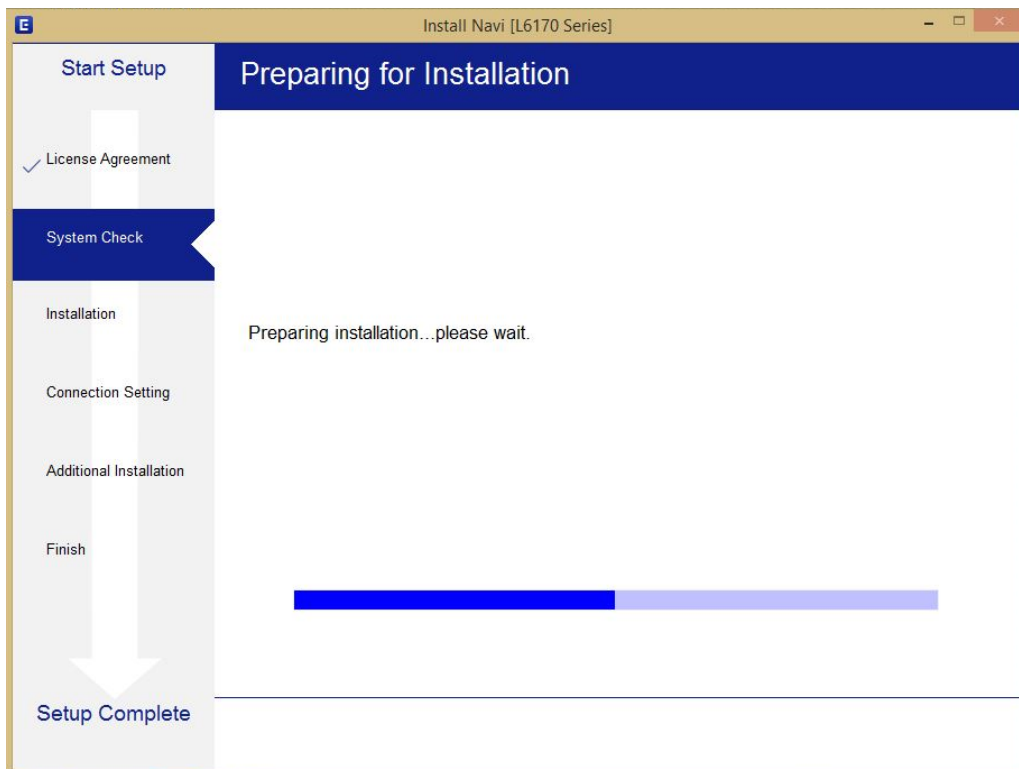 Install Navi [L6170 Series]
Start Setup
Preparing for Installation
License Agreement
System Check
Installation
Preparing installation...please wait.
Connection Setting
Additional Installation
Finish
Setup Complete